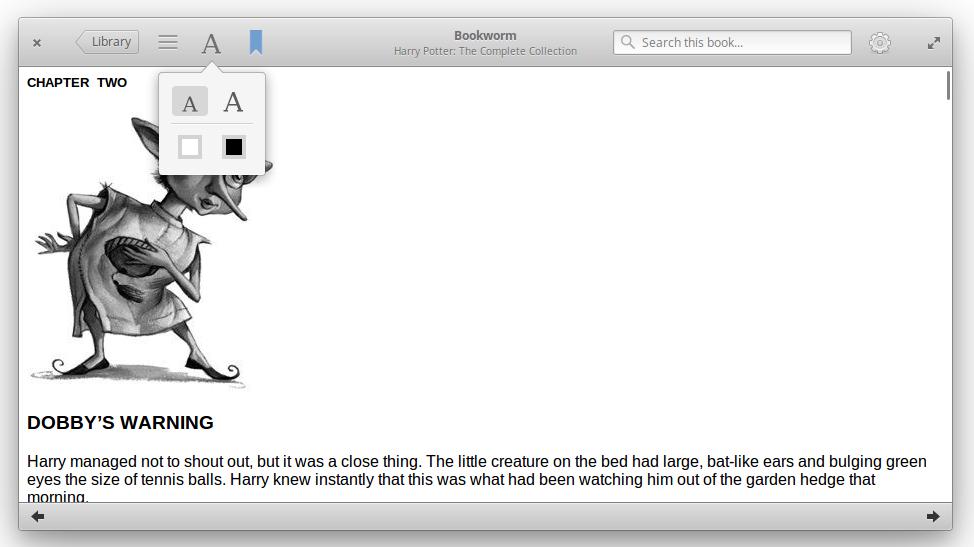 Bookworm
Library
A
Harry Potter: The Complete Collection
Search this book...
CHAPTER TWO
A A
DOBBY’S WARNING
Harry managed not to shout out, but it was a close thing. The little creature on the bed had large, bat-like ears and bulging green
eyes the size of tennis balls. Harry knew instantly that this was what had been watching him out of the garden hedge that
morning.